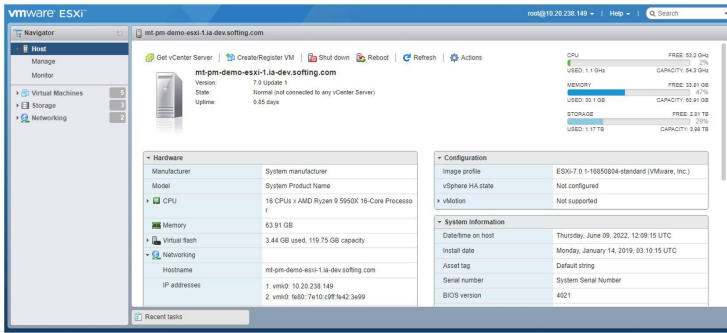 vmware® ESXi™
root@10.20.238.149 | Help | Search
Navigator
mt-pm-demo-esxi-1.ia-dev.softing.com
Host
Manage
Monitor
Virtual Machines 5
Storage 3
Networking 2
Get vCenter Server | Create/Register VM | Shut down Reboot | Refresh | Actions
mt-pm-demo-esxi-1.ia-dev.softing.com
Version: 7.0 Update 1
State: Normal (not connected to any vCenter Server)
Uptime: 0.85 days
CPU FREE: 53.2 GHz
2%
USED: 1.1 GHz CAPACITY: 54.3 GHz
MEMORY FREE: 33.81 GB
47%
USED: 30.1 GB CAPACITY: 63.91 GB
STORAGE FREE: 2.81 TB
29%
USED: 1.17 TB CAPACITY: 3.98 TB
Hardware
Manufacturer System manufacturer
Model System Product Name
CPU 16 CPUs x AMD Ryzen 9 5950X 16-Core Processo
r
Memory 63.91 GB
Virtual flash 3.44 GB used, 119.75 GB capacity
Networking
Hostname mt-pm-demo-esxi-1.ia-dev.softing.com
IP addresses 1. vmk0: 10.20.238.149
2. vmk0: fe80::7e10:c9ff:fe42:3e99
Configuration
Image profile ESXi-7.0.1-16850804-standard (VMware, Inc.)
vSphere HA state Not configured
vMotion Not supported
System Information
Date/time on host Thursday, June 09, 2022, 12:09:15 UTC
Install date Monday, January 14, 2019, 03:10:15 UTC
Asset tag Default string
Serial number System Serial Number
BIOS version 4021
Recent tasks